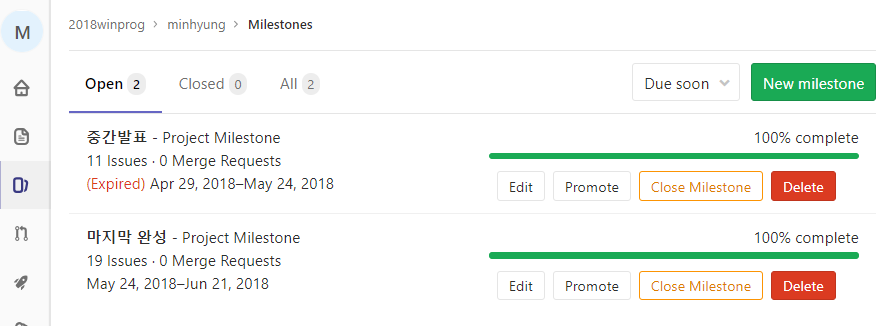 2018winprog > minhyung > Milestones
M
Open 2 Closed 0 All 2
Due soon New milestone
중간발표 - Project Milestone
100% complete
11 Issues · 0 Merge Requests
(Expired) Apr 29, 2018–May 24, 2018
Edit Promote Close Milestone Delete
마지막 완성 - Project Milestone
100% complete
19 Issues · 0 Merge Requests
May 24, 2018–Jun 21, 2018
Edit Promote Close Milestone Delete